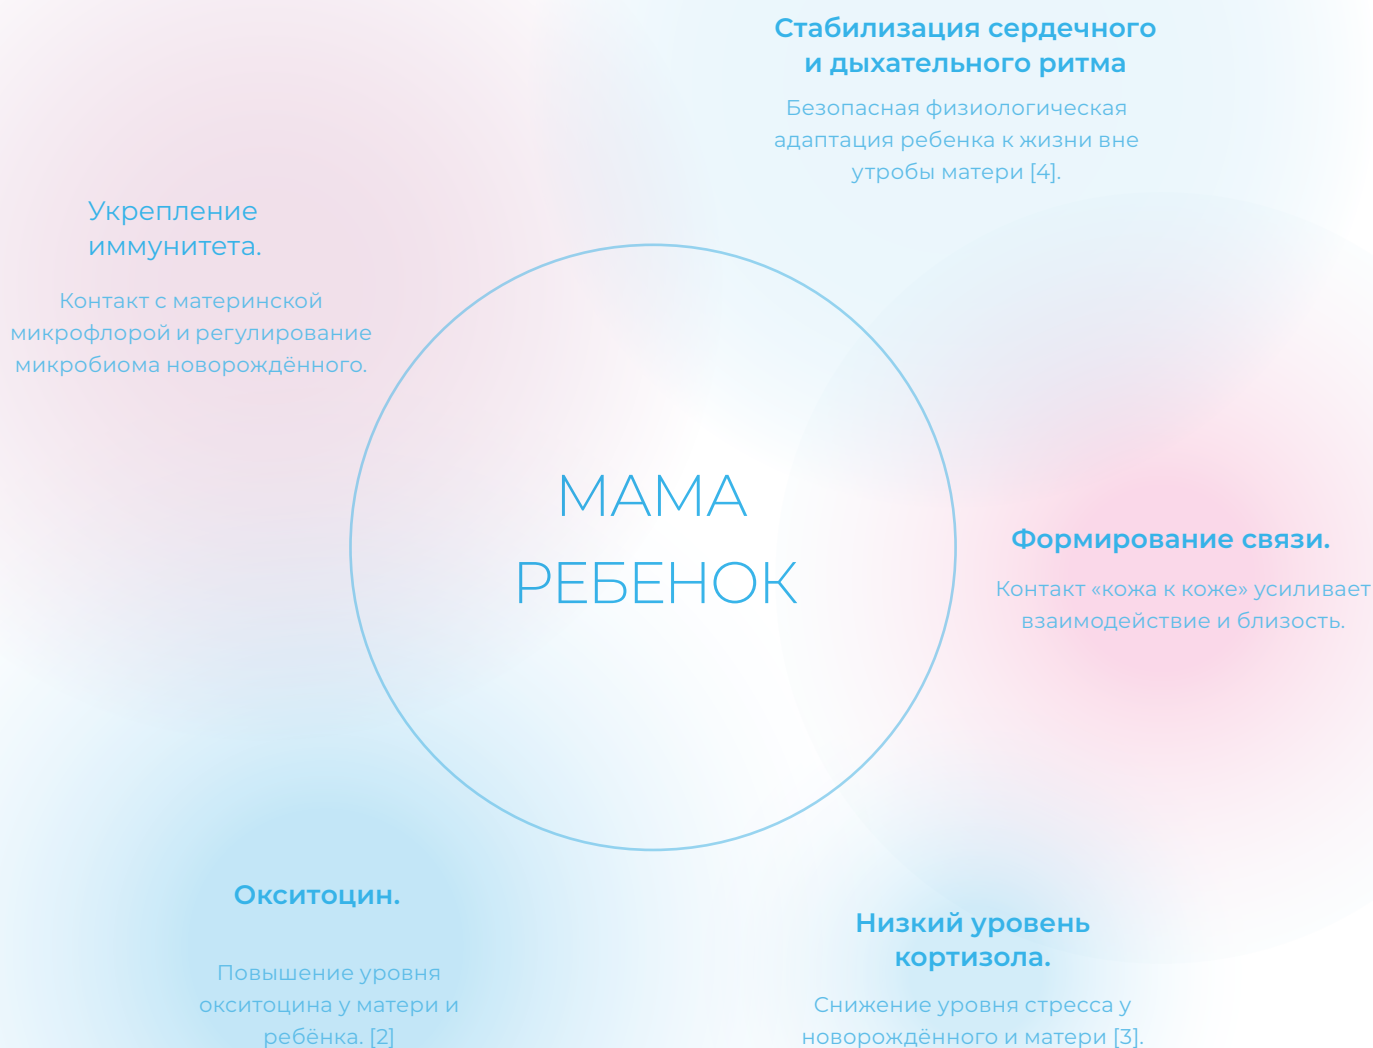 Стабилизация сердечного
и дыхательного ритма
Безопасная физиологическая
адаптация ребенка к жизни вне
утробы матери [4].
Укрепление
иммунитета.
Контакт с материнской
микрофлорой и регулирование
микробиома новорождённого.
МАМА
РЕБЕНОК
Формирование связи.
Контакт «кожа к коже» усиливает
взаимодействие и близость.
Окситоцин.
Повышение уровня
окситоцина у матери и
ребёнка. [2]
Низкий уровень
кортизола.
Снижение уровня стресса у
новорождённого и матери [3].